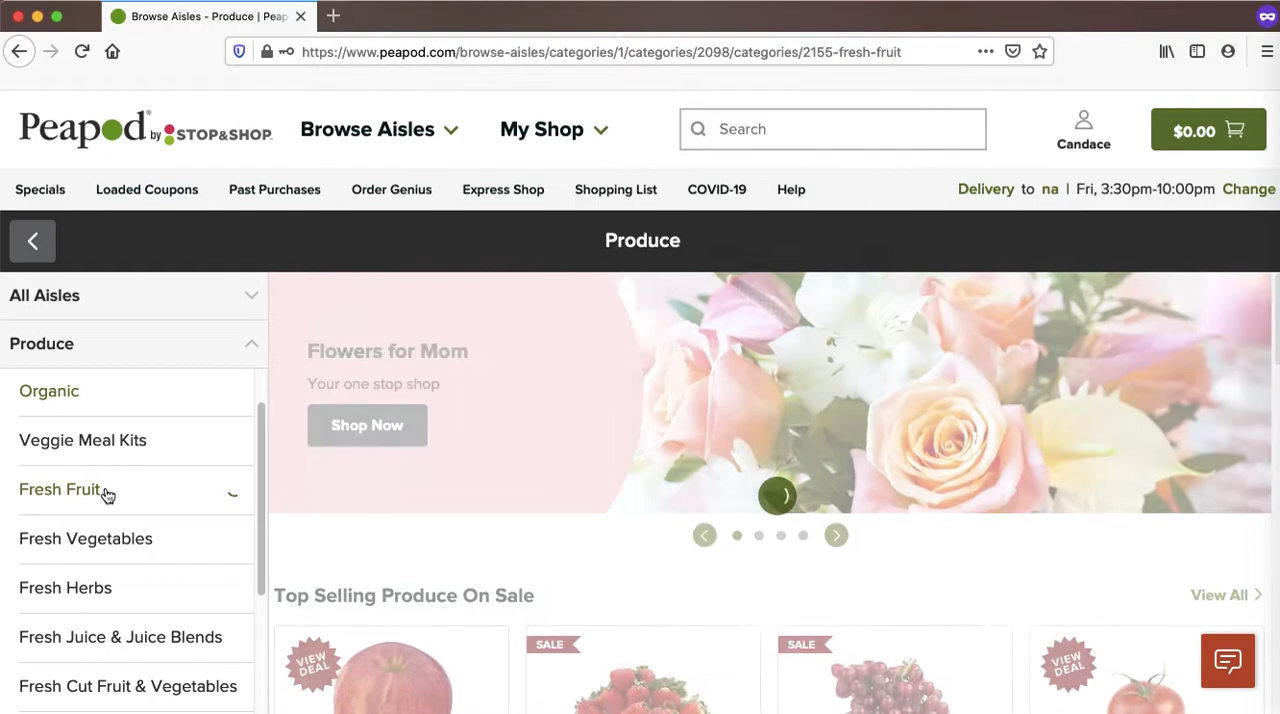 Browse Aisles - Produce | Peap
https://www.peapod.com/browse-aisles/categories/1/categories/2098/categories/2155-fresh-fruit
Peapod by STOP&SHOP
Browse Aisles
My Shop
Search
Candace
$0.00
Specials
Loaded Coupons
Past Purchases
Order Genius
Express Shop
Shopping List
COVID-19
Help
Delivery to na | Fri, 3:30pm-10:00pm Change
Produce
All Aisles
Produce
Organic
Veggie Meal Kits
Fresh Fruit
Fresh Vegetables
Fresh Herbs
Fresh Juice & Juice Blends
Fresh Cut Fruit & Vegetables
Flowers for Mom
Your one stop shop
Shop Now
Top Selling Produce On Sale
View All
VIEW
DEAL
SALE
SALE
VIEW
DEAL